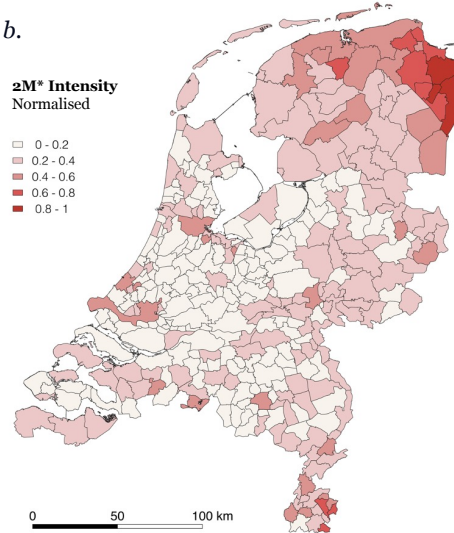 b.
2M* Intensity
Normalised
0 - 0.2
0.2 - 0.4
0.4 - 0.6
0.6 - 0.8
0.8 - 1
0 50 100 km